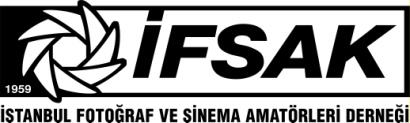 1959
İFSAK
İSTANBUL FOTOĞRAF VE SİNEMA AMATÖRLERİ DERNEĞİ